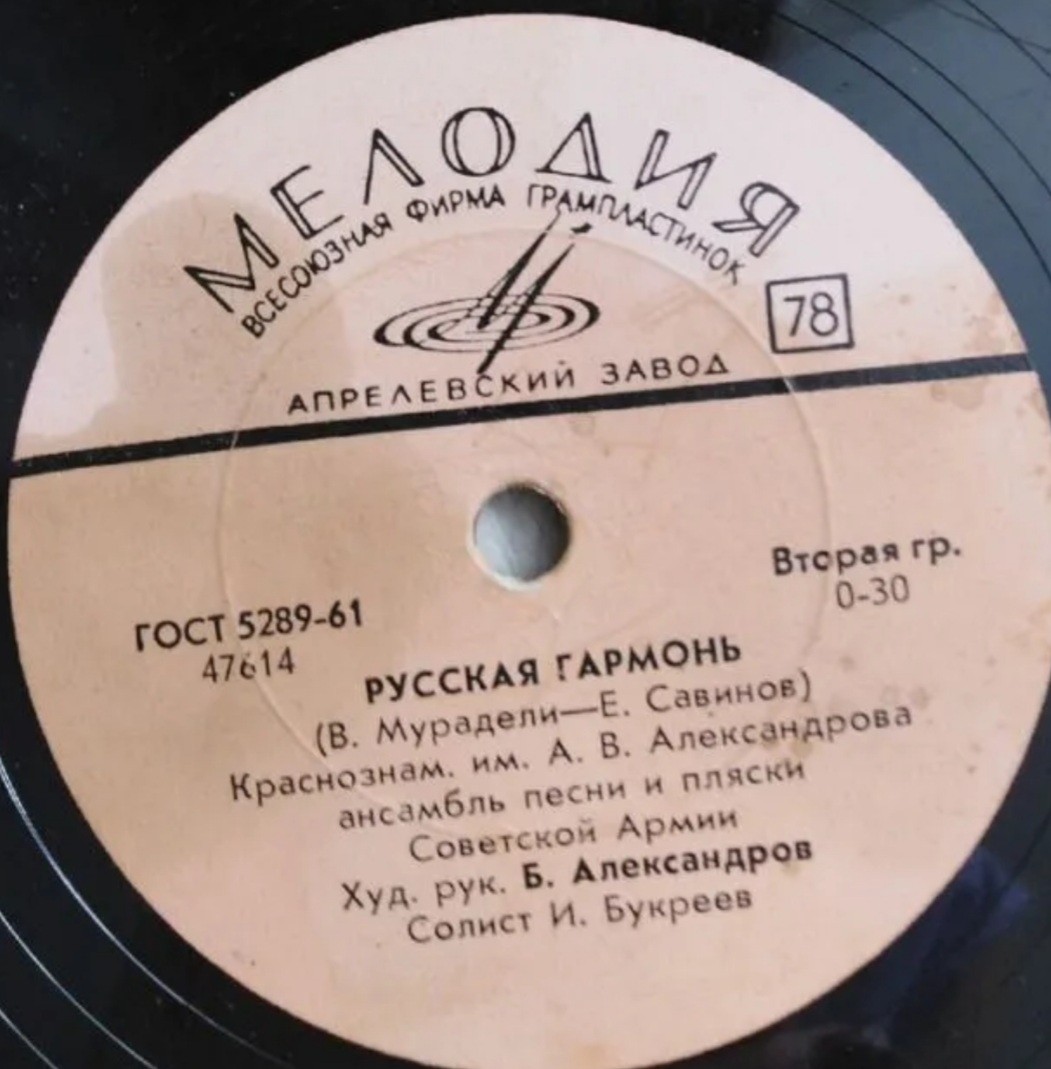 МЕЛОДИЯ
ВСЕСОЮЗНАЯ ФИРМА ГРАМПЛАСТИНОК
78
АПРЕЛЕВСКИЙ ЗАВОД
Вторая гр.
0-30
ГОСТ 5289-61
47614
РУССКАЯ ГАРМОНЬ
(В. Мурадели—Е. Савинов)
Краснознам. им. А. В. Александрова
ансамбль песни и пляски
Советской Армии
Худ. рук. Б. Александров
Солист И. Букреев